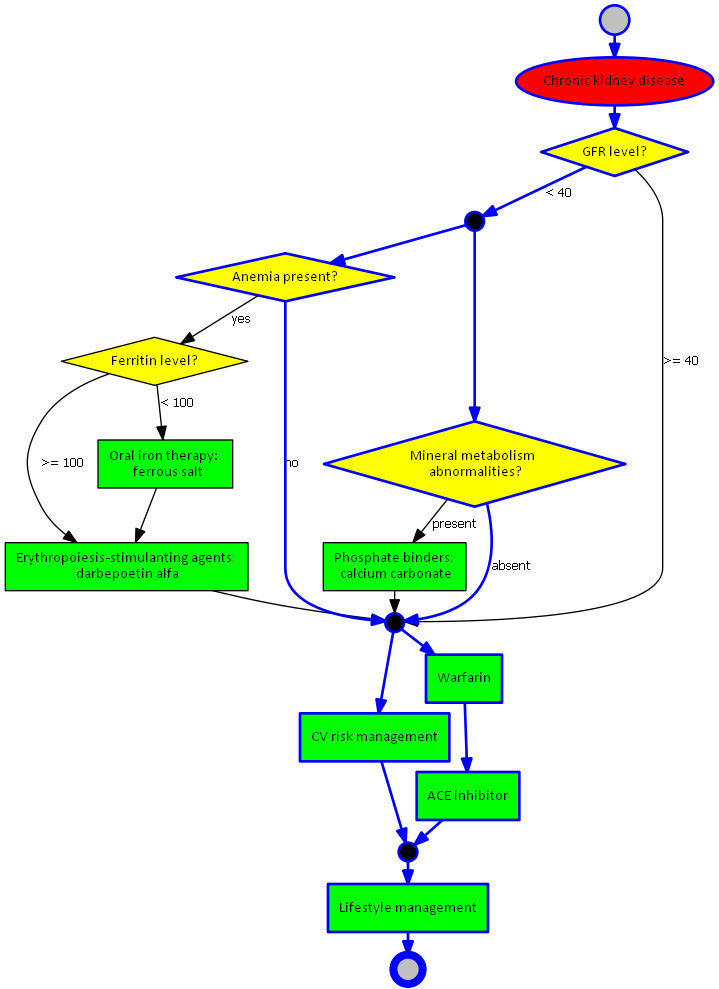 Chronic kidney disease
GFR level?
< 40
Anemia present?
yes
Ferritin level?
>= 40
< 100
Oral iron therapy:
ferrous salt
Mineral metabolism
abnormalities?
>= 100
no
present
Erythropoiesis-stimulanting agents:
darbepoetin alfa
Phosphate binders:
calcium carbonate
absent
Warfarin
CV risk management
ACE inhibitor
Lifestyle management